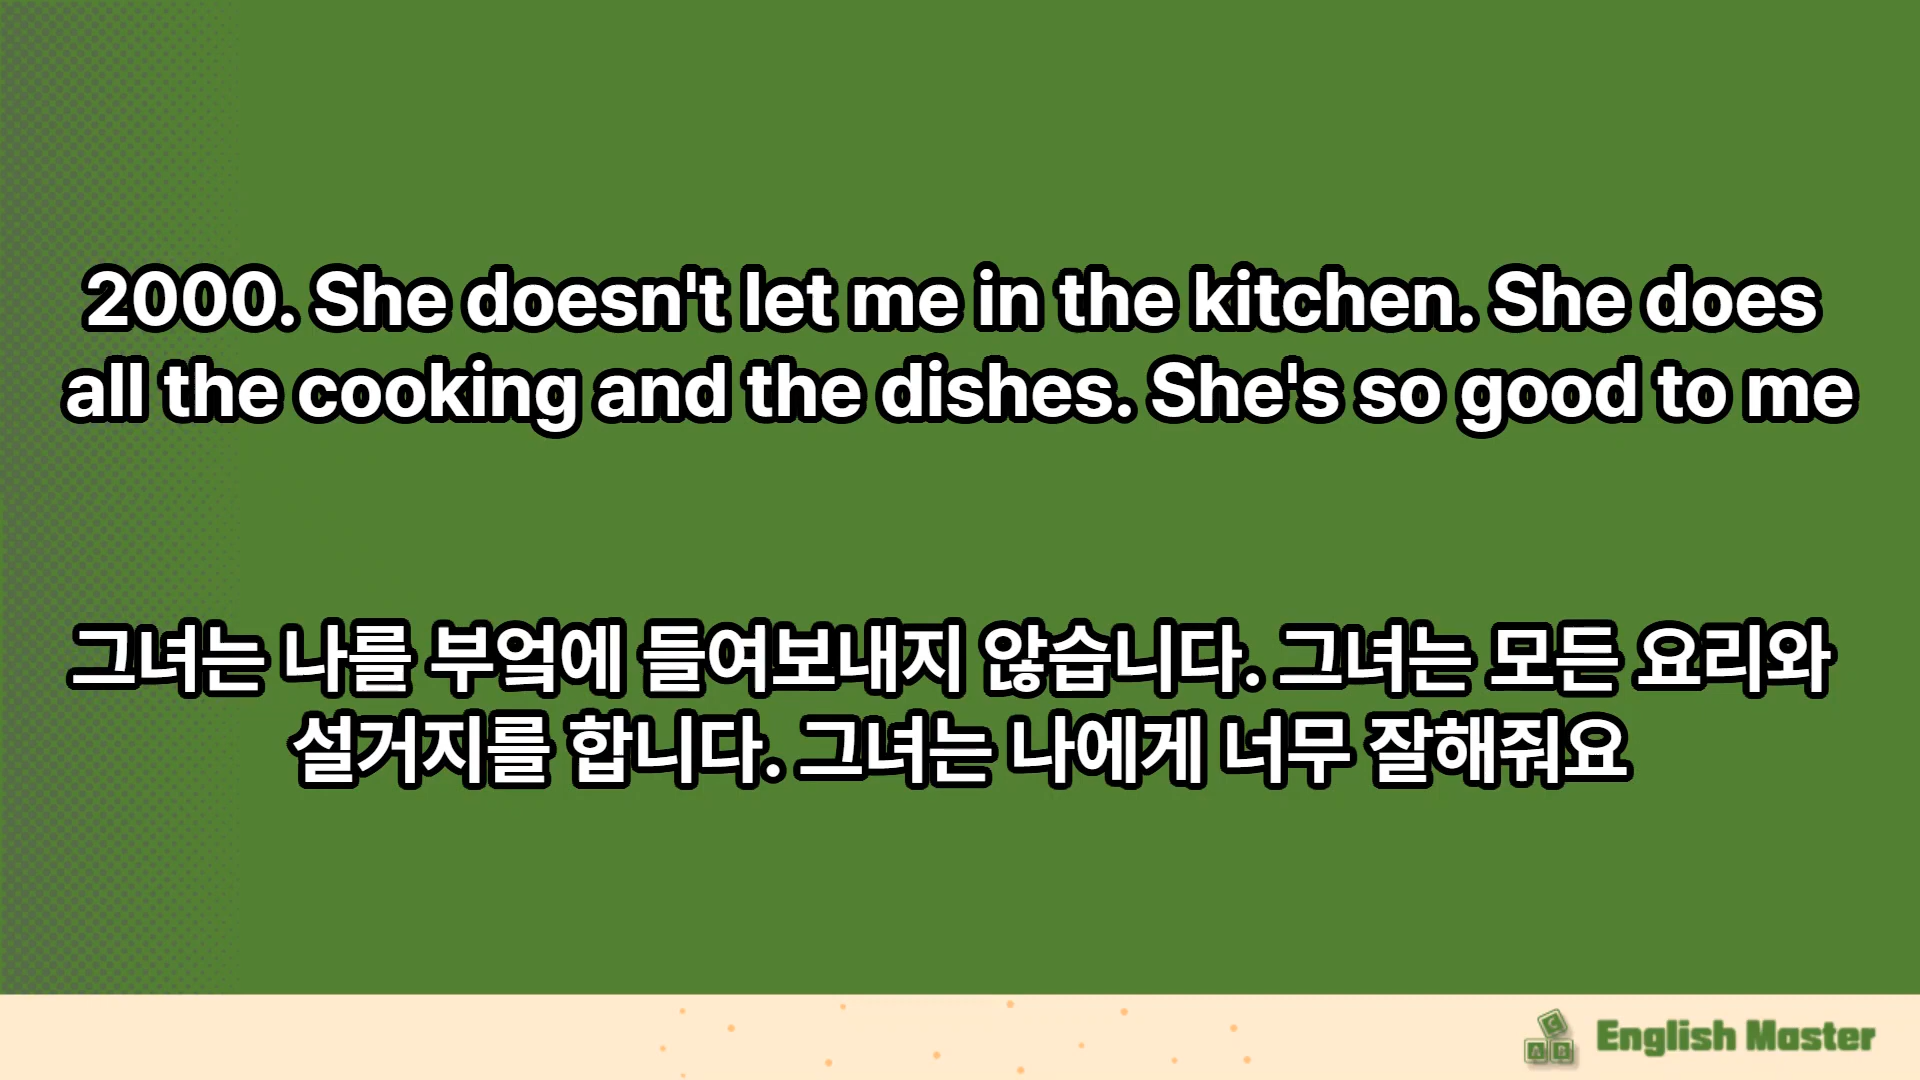 2000. She doesn't let me in the kitchen. She does
all the cooking and the dishes. She's so good to me
그녀는 나를 부엌에 들여보내지 않습니다. 그녀는 모든 요리와
설거지를 합니다. 그녀는 나에게 너무 잘해줘요
C
A B
English Master